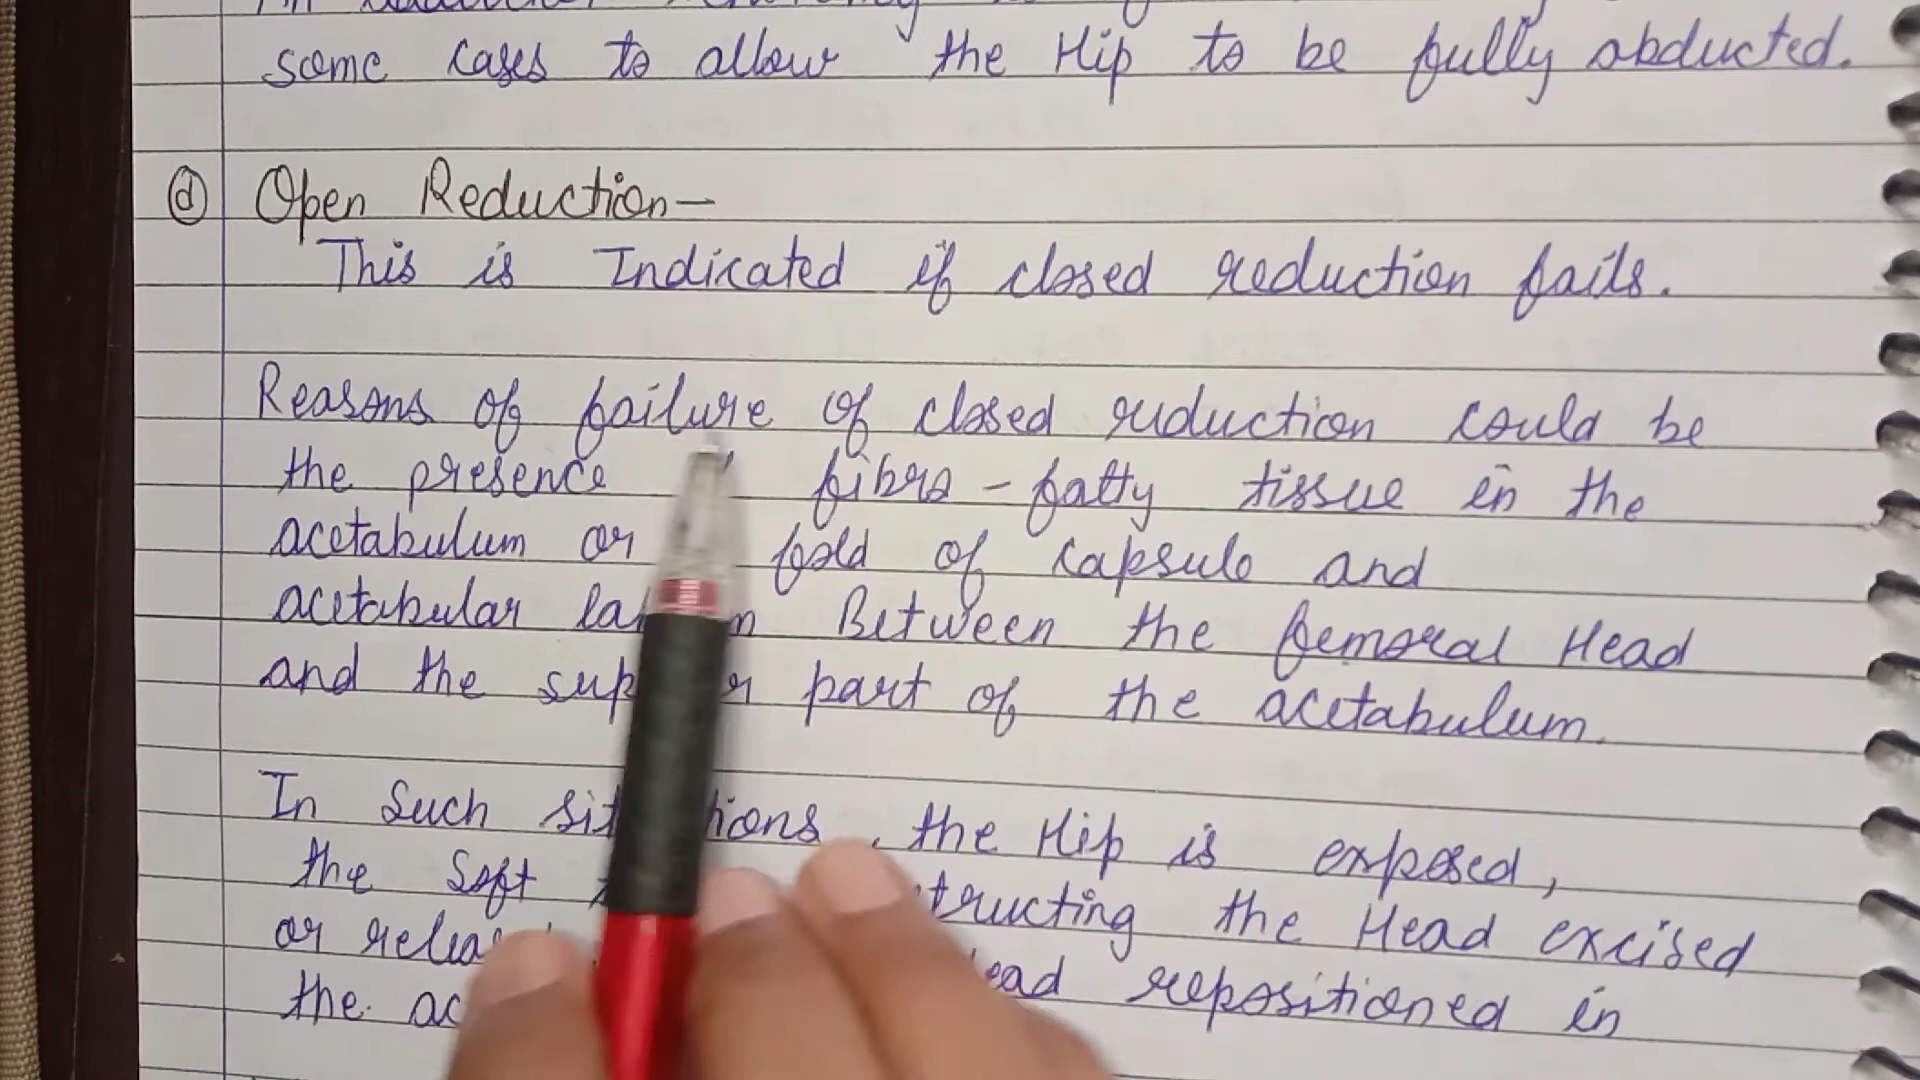 some cases to allow the Hip to be fully abducted.
d Open Reduction—
This is Indicated if closed reduction fails.
Reasons of failure of closed reduction could be
the presence fibro - fatty tissue in the
acetabulum or fold of capsule and
acetabular Between the femoral Head
and the part of the acetabulum.
In Such , the Hip is exposed,
the Soft the Head excised
or
the repositioned in